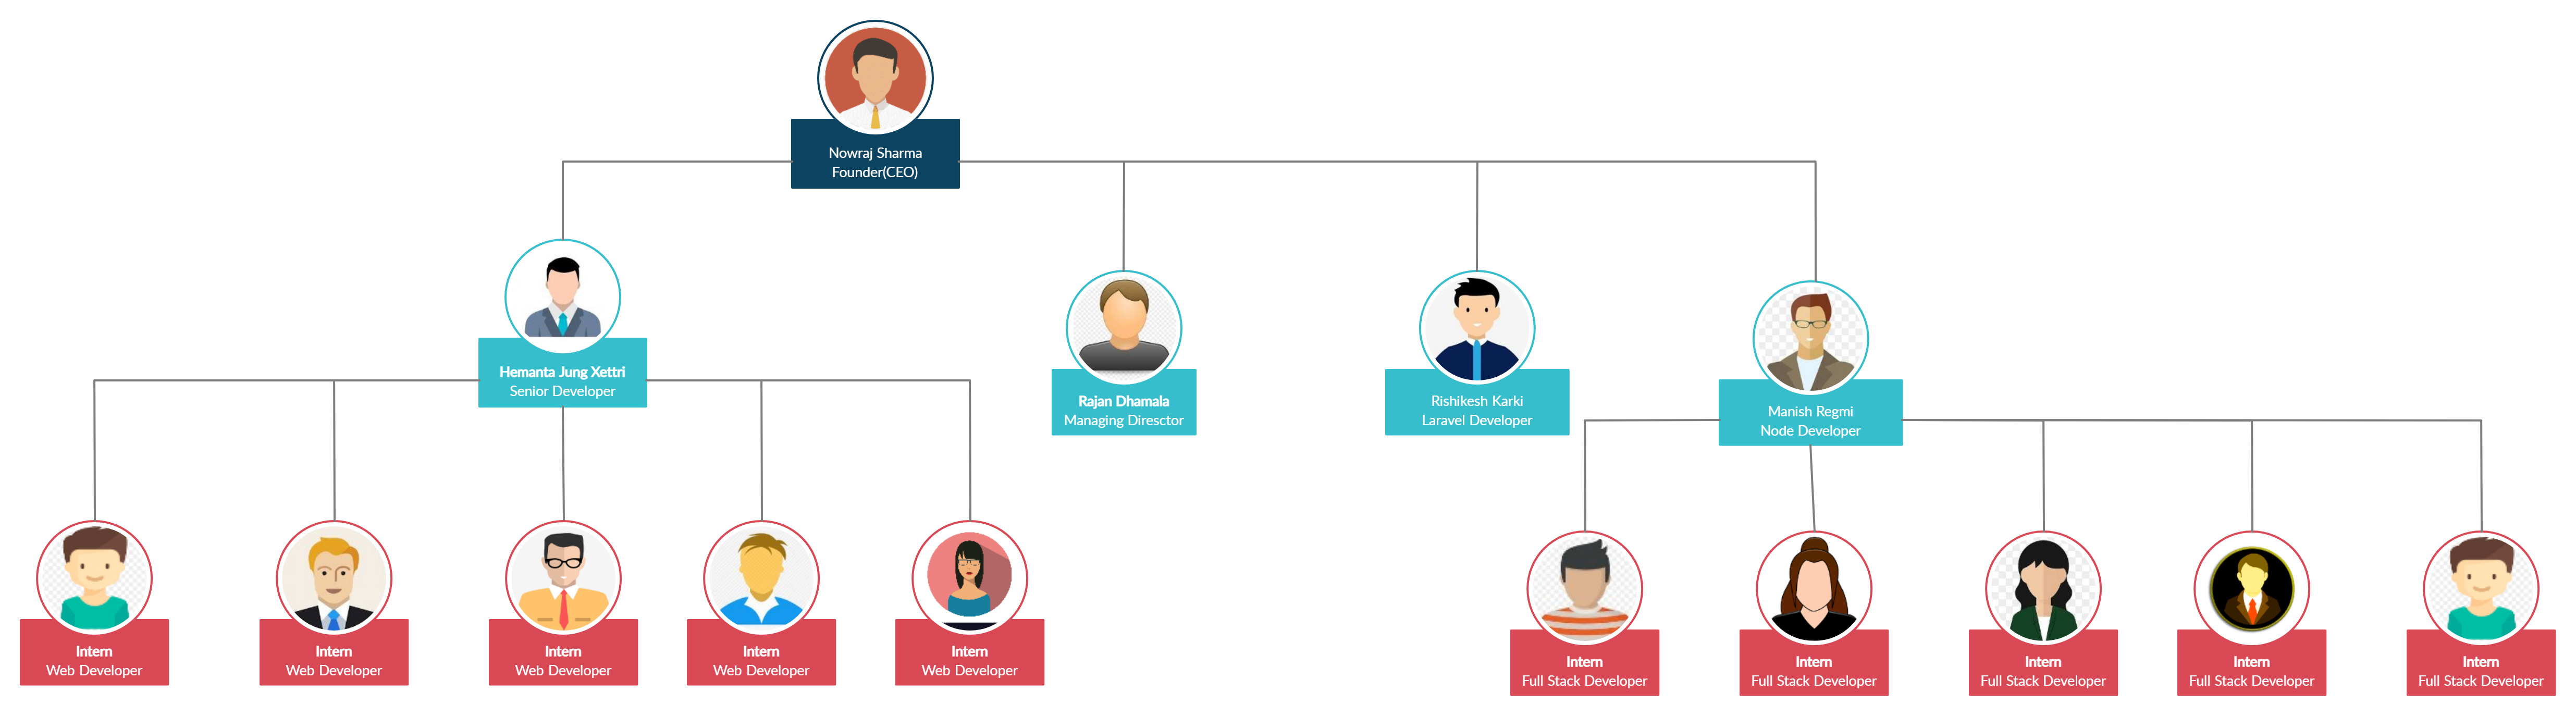 Nowraj Sharma
Founder(CEO)
Hemanta Jung Xettri
Senior Developer
Rajan Dhamala
Managing Diresctor
Rishikesh Karki
Laravel Developer
Manish Regmi
Node Developer
Intern
Web Developer
Intern
Web Developer
Intern
Web Developer
Intern
Web Developer
Intern
Web Developer
Intern
Full Stack Developer
Intern
Full Stack Developer
Intern
Full Stack Developer
Intern
Full Stack Developer
Intern
Full Stack Developer